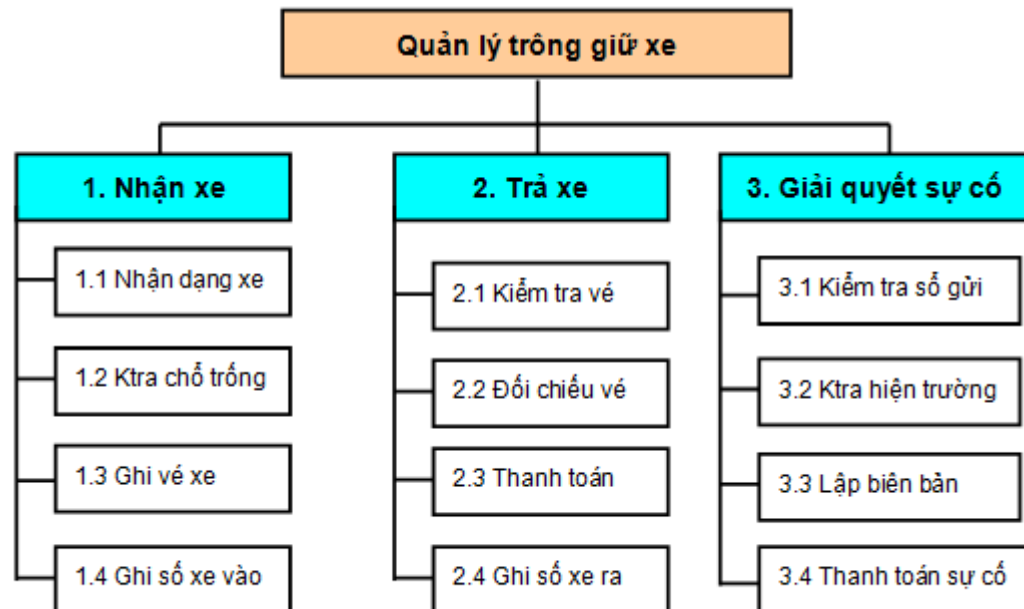 Quản lý trông giữ xe
1. Nhận xe
1.1 Nhận dạng xe
1.2 Ktra chỗ trống
1.3 Ghi vé xe
1.4 Ghi sổ xe vào
2. Trả xe
2.1 Kiểm tra vé
2.2 Đối chiếu vé
2.3 Thanh toán
2.4 Ghi sổ xe ra
3. Giải quyết sự cố
3.1 Kiểm tra sổ gửi
3.2 Ktra hiện trường
3.3 Lập biên bản
3.4 Thanh toán sự cố